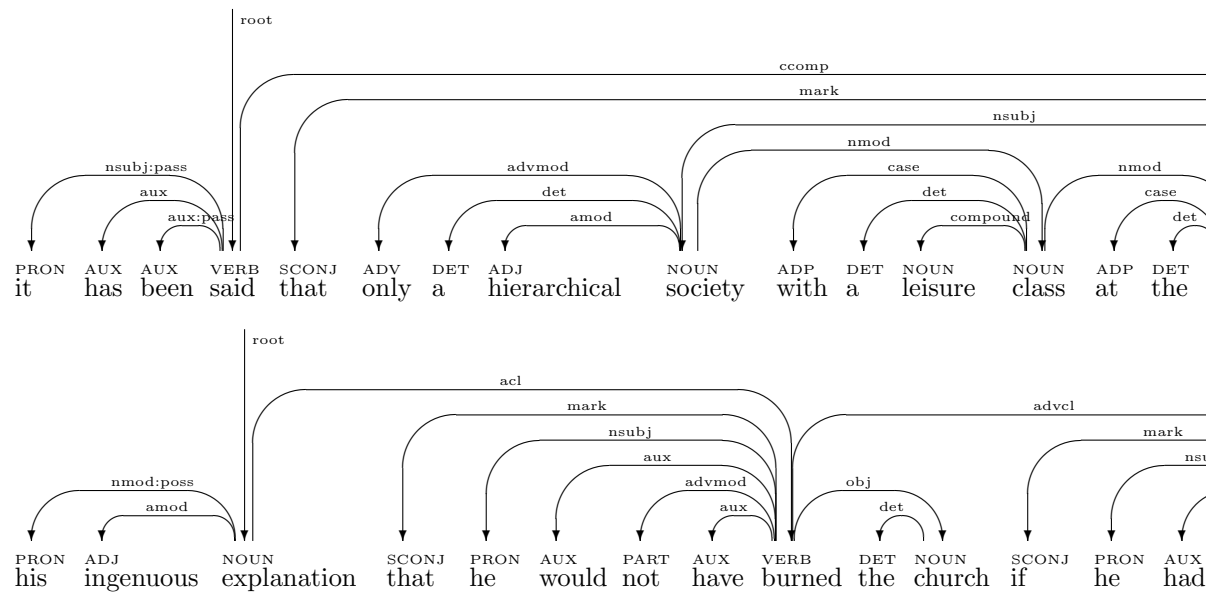 root
ccomp
mark
nsubj
nmod
nsubj:pass advmod case nmod
aux det det case
aux:pass amod compound det
PRON AUX AUX VERB SCONJ ADV DET ADJ NOUN ADP DET NOUN NOUN ADP DET
it has been said that only a hierarchical society with a leisure class at the
root
acl
mark advcl
nsubj mark
aux
nmod:poss advmod obj
amod aux det
PRON ADJ NOUN SCONJ PRON AUX PART AUX VERB DET NOUN SCONJ PRON AUX
his ingenuous explanation that he would not have burned the church if he had